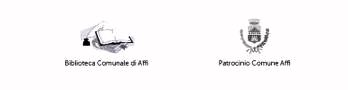 Biblioteca Comunale di Affi
Patrocinio Comune Affi